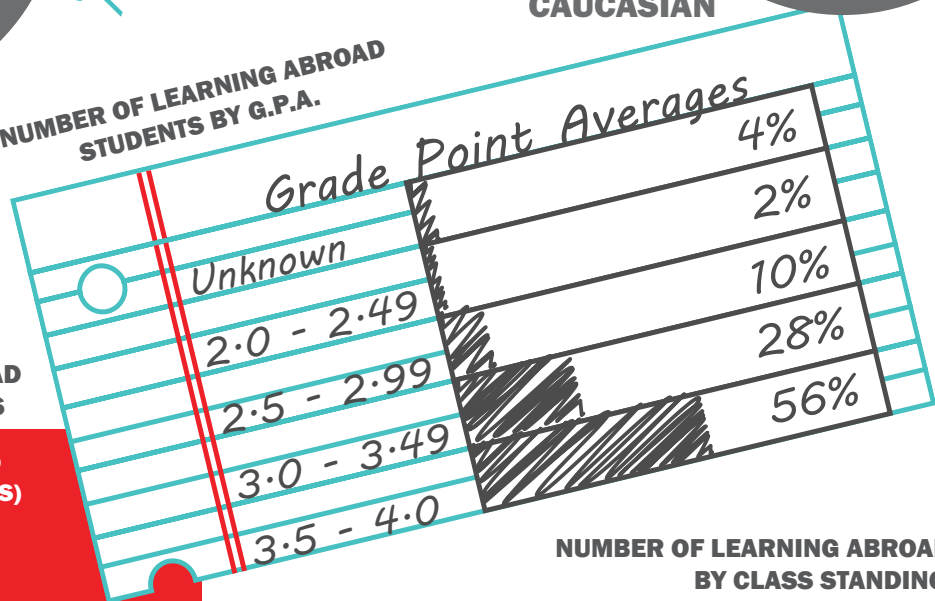 CAUCASIAN
NUMBER OF LEARNING ABROAD
STUDENTS BY G.P.A.
Grade Point Averages
Unknown 4%
2.0 - 2.49 2%
2.5 - 2.99 10%
3.0 - 3.49 28%
3.5 - 4.0 56%
AD
S
S)
NUMBER OF LEARNING ABROAD
BY CLASS STANDING